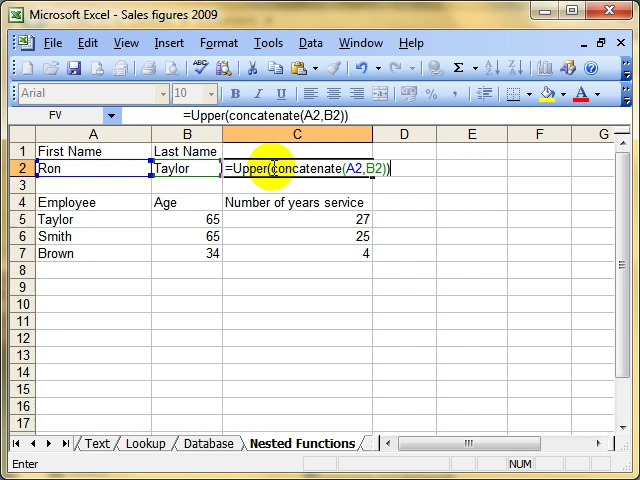 Microsoft Excel - Sales figures 2009
File Edit View Insert Format Tools Data Window Help
Arial 10 B I U
FV =Upper(concatenate(A2,B2))
A B C D E F G
1 First Name Last Name
2 Ron Taylor =Upper(concatenate(A2,B2))
3
4 Employee Age Number of years service
5 Taylor 65 27
6 Smith 65 25
7 Brown 34 4
8
9
10
11
12
13
14
15
16
17
Text Lookup Database Nested Functions
Enter NUM